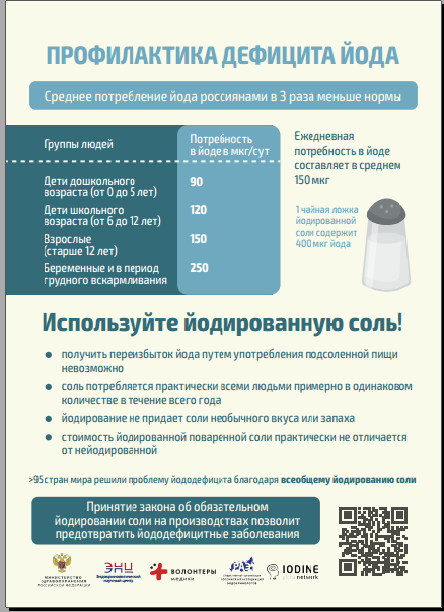 ПРОФИЛАКТИКА ДЕФИЦИТА ЙОДА
Среднее потребление йода россиянами в 3 раза меньше нормы
Группы людей
Потребность
в йоде в мкг/сут
Дети дошкольного
возраста (от 0 до 5 лет)
90
Дети школьного
возраста (от 6 до 12 лет)
120
Взрослые
(старше 12 лет)
150
Беременные и в период
грудного вскармливания
250
Ежедневная
потребность в йоде
составляет в среднем
150 мкг
1 чайная ложка
йодированной
соли содержит
400 мкг йода
Используйте йодированную соль!
получить переизбыток йода путем употребления подсоленной пищи
невозможно
соль потребляется практически всеми людьми примерно в одинаковом
количестве в течение всего года
йодирование не придает соли необычного вкуса или запаха
стоимость йодированной поваренной соли практически не отличается
от нейодированной
>95 стран мира решили проблему йододефицита благодаря всеобщему йодированию соли
Принятие закона об обязательном
йодировании соли на производствах позволит
предотвратить йододефицитные заболевания
МИНИСТЕРСТВО
ЗДРАВООХРАНЕНИЯ
РОССИЙСКОЙ ФЕДЕРАЦИИ
ЭНЦ
Эндокринологический
научный центр
ВОЛОНТЕРЫ
МЕДИКИ
РАЭ
IODINE
network